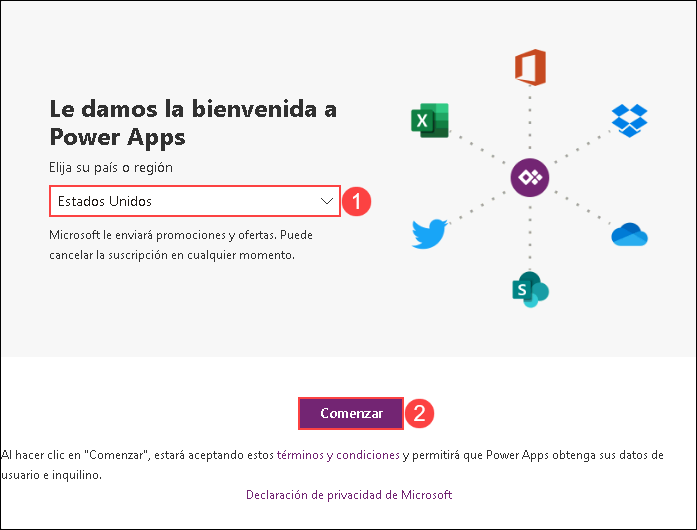 Le damos la bienvenida a
Power Apps
Elija su país o región
Estados Unidos
1
Microsoft le enviará promociones y ofertas. Puede
cancelar la suscripción en cualquier momento.
X
S
Comenzar
2
Al hacer clic en "Comenzar", estará aceptando estos términos y condiciones y permitirá que Power Apps obtenga sus datos de
usuario e inquilino.
Declaración de privacidad de Microsoft